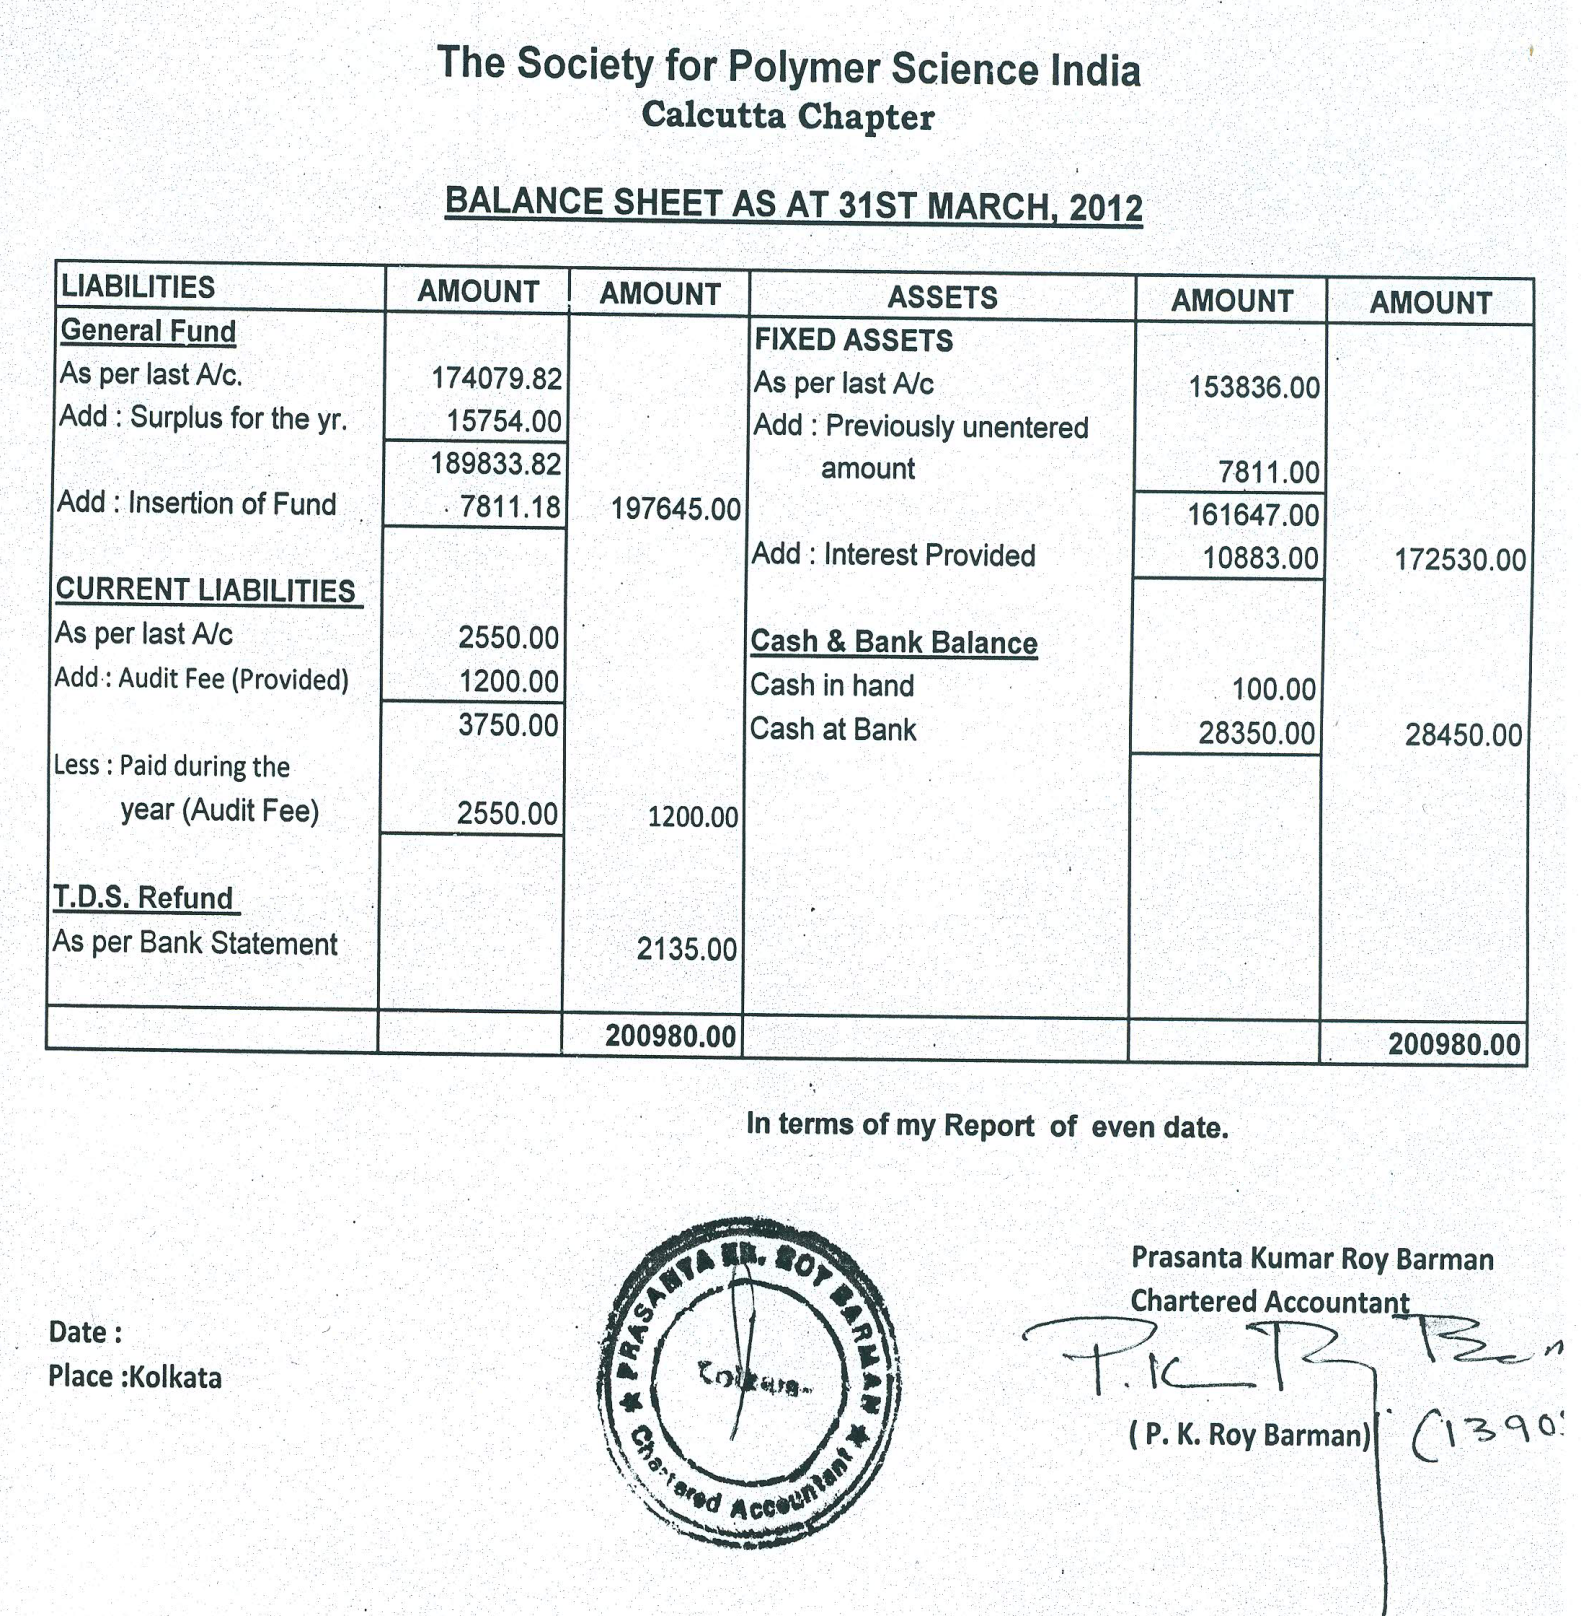 The Society for Polymer Science India
Calcutta Chapter
BALANCE SHEET AS AT 31ST MARCH, 2012
LIABILITIES AMOUNT AMOUNT ASSETS AMOUNT AMOUNT
General Fund FIXED ASSETS
As per last A/c. 174079.82 As per last A/c 153836.00
Add : Surplus for the yr. 15754.00 Add : Previously unentered
189833.82 amount 7811.00
Add : Insertion of Fund 7811.18 197645.00 161647.00
Add : Interest Provided 10883.00 172530.00
CURRENT LIABILITIES
As per last A/c 2550.00 Cash & Bank Balance
Add : Audit Fee (Provided) 1200.00 Cash in hand 100.00
3750.00 Cash at Bank 28350.00 28450.00
Less : Paid during the
year (Audit Fee) 2550.00 1200.00
T.D.S. Refund
As per Bank Statement 2135.00
200980.00 200980.00
In terms of my Report of even date.
Prasanta Kumar Roy Barman
Chartered Accountant
Date :
Place :Kolkata
PRASANTA KR. ROY BARMAN
Kolkata
★ Chartered Accountant ★
( P. K. Roy Barman)